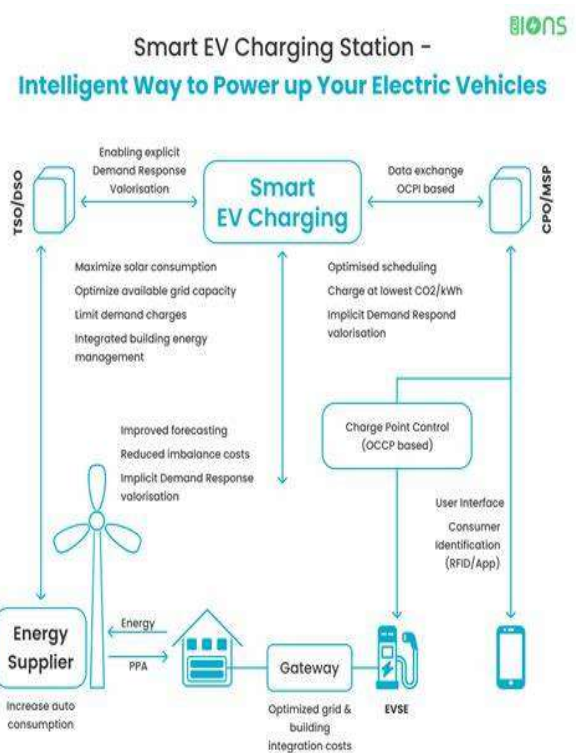 IONS
Smart EV Charging Station -
Intelligent Way to Power up Your Electric Vehicles
TSO/DSO
Enabling explicit
Demand Response
Valorisation
Smart
EV Charging
Data exchange
OCPI based
CPO/MSP
Maximize solar consumption
Optimize available grid capacity
Limit demand charges
Integrated building energy
management
Optimised scheduling
Charge at lowest CO2/kWh
Implicit Demand Respond
valorisation
Improved forecasting
Reduced imbalance costs
Implicit Demand Response
valorisation
Charge Point Control
(OCCP based)
User Interface
Consumer
Identification
(RFID/App)
Energy
Supplier
Energy
PPA
Gateway
Increase auto
consumption
Optimized grid &
building
integration costs
EVSE